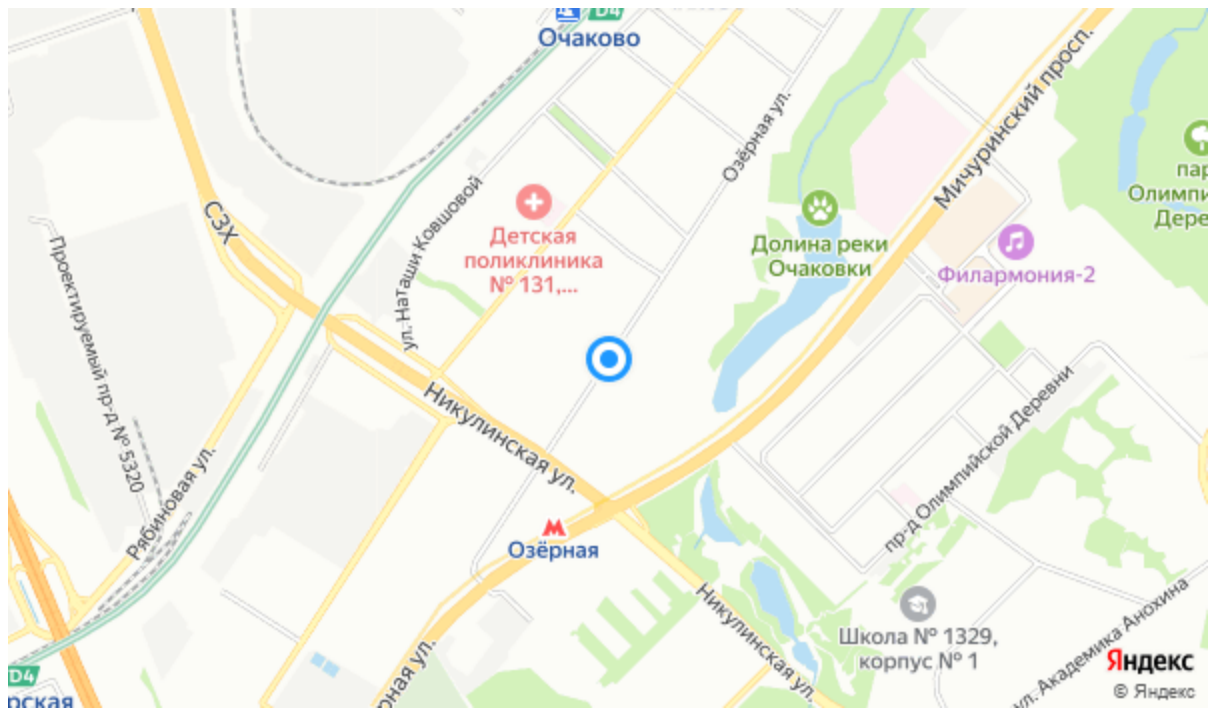 D4
Очаково
Мичуринский просп.
Озёрная ул.
СЗХ
ул. Наташи Ковшовой
Детская
поликлиника
№ 131,...
Долина реки
Очаковки
Филармония-2
пар
Олимпи
Дере
Проектируемый пр-д № 5320
Никулинская ул.
Рябиновая ул.
пр-д Олимпийской Деревни
Озёрная
Никулинская ул.
Школа № 1329,
корпус № 1
ул. Академика Анохина
рная ул.
D4
рская
Яндекс
© Яндекс